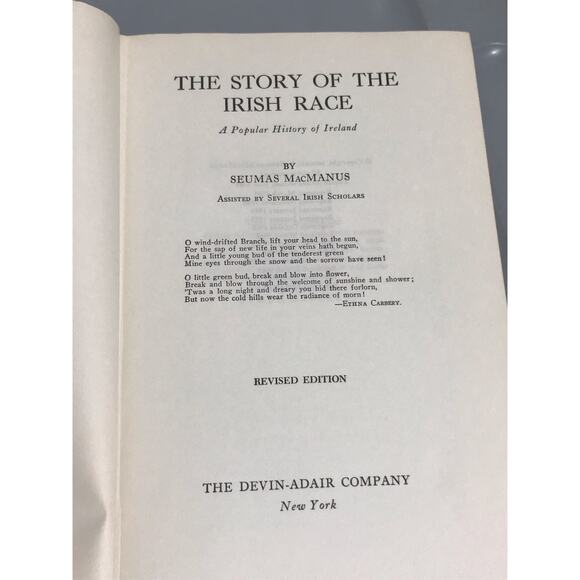 THE STORY OF THE
IRISH RACE
A Popular History of Ireland
BY
SEUMAS MacMANUS
Assisted by Several Irish Scholars
O wind-drifted Branch, lift your head to the sun,
For the sap of new life in your veins hath begun,
And a little young bud of the tenderest green
Mine eyes through the snow and the sorrow have seen!
O little green bud, break and blow into flower,
Break and blow through the welcome of sunshine and shower;
'Twas a long night and dreary you hid there forlorn,
But now the cold hills wear the radiance of morn!
—Ethna Carbery.
REVISED EDITION
THE DEVIN-ADAIR COMPANY
New York